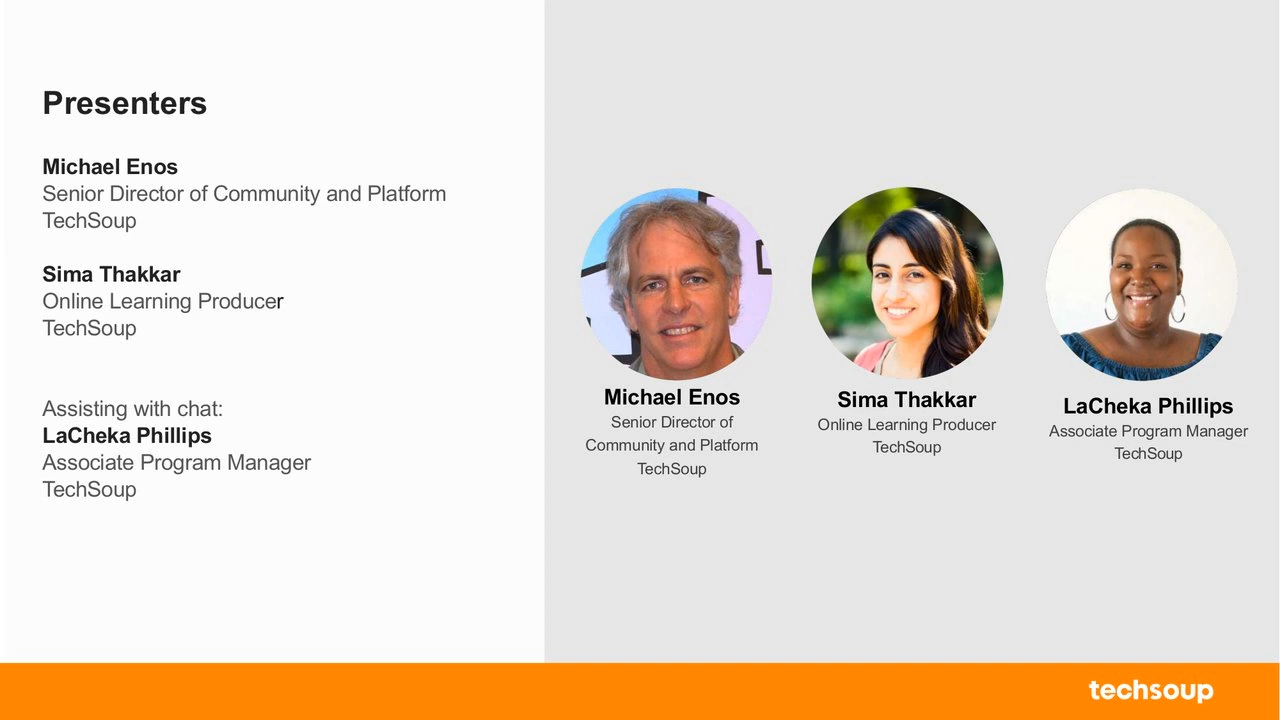 Presenters
Michael Enos
Senior Director of Community and Platform
TechSoup
Sima Thakkar
Online Learning Producer
TechSoup
Assisting with chat:
LaCheka Phillips
Associate Program Manager
TechSoup
Michael Enos
Senior Director of
Community and Platform
TechSoup
Sima Thakkar
Online Learning Producer
TechSoup
LaCheka Phillips
Associate Program Manager
TechSoup
techsoup